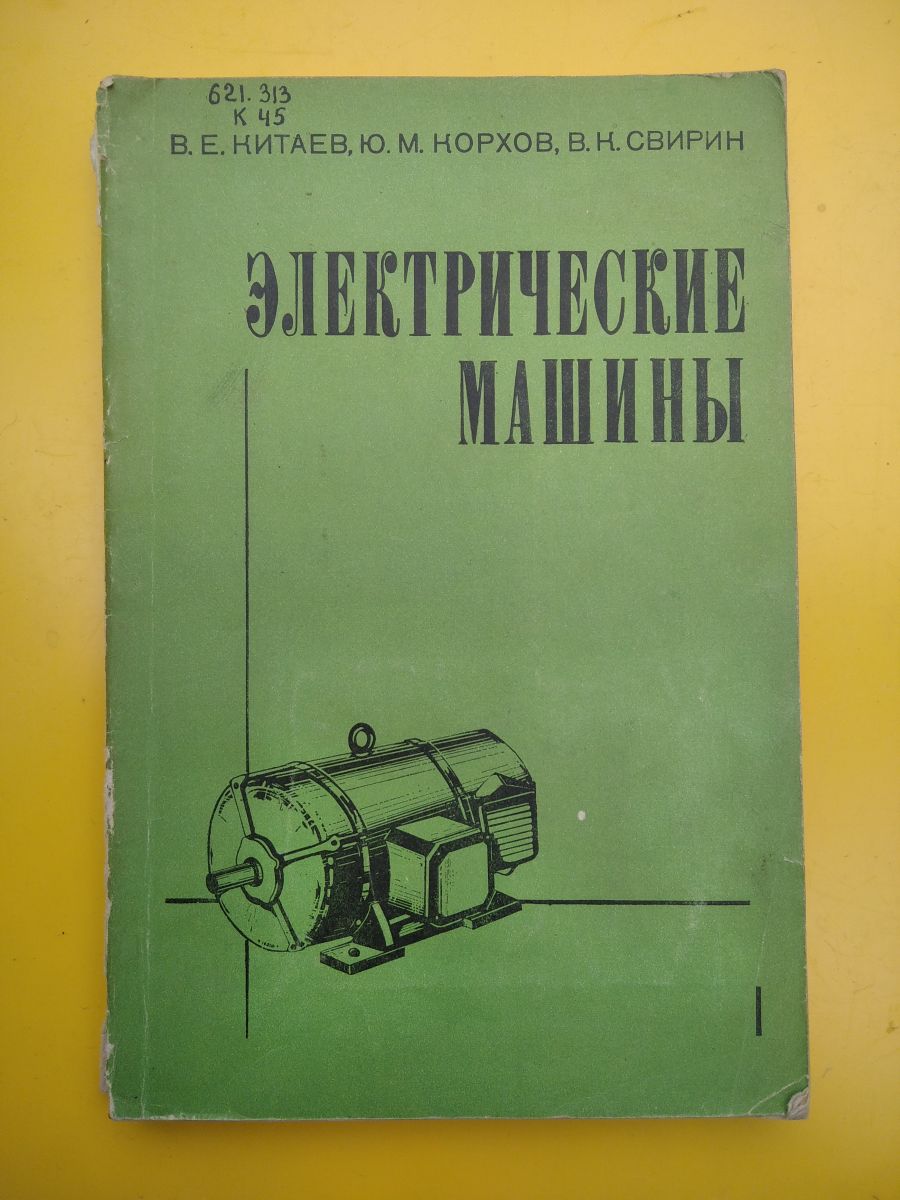 621.313
К 45
В. Е. КИТАЕВ, Ю. М. КОРХОВ, В. К. СВИРИН
ЭЛЕКТРИЧЕСКИЕ
МАШИНЫ
I